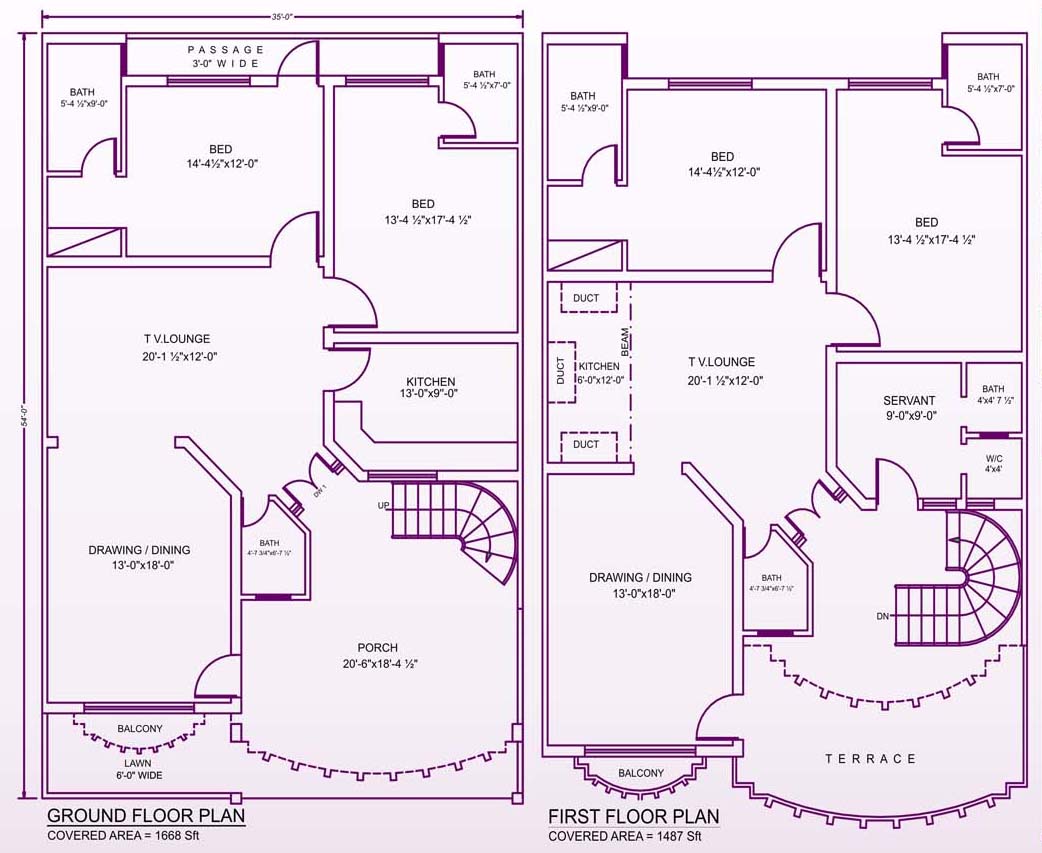 35'-0"
54'-0"
PASSAGE
3'-0" WIDE
BATH
5'-4 ½"x9'-0"
BATH
5'-4 ½"x7'-0"
BED
14'-4½"x12'-0"
BED
13'-4 ½"x17'-4 ½"
T V.LOUNGE
20'-1 ½"x12'-0"
KITCHEN
13'-0"x9"-0"
DN 1
UP
BATH
4'-7 3/4"x6'-7 ½"
DRAWING / DINING
13'-0"x18'-0"
PORCH
20'-6"x18'-4 ½"
BALCONY
LAWN
6'-0" WIDE
GROUND FLOOR PLAN
COVERED AREA = 1668 Sft
BATH
5'-4 ½"x9'-0"
BATH
5'-4 ½"x7'-0"
BED
14'-4½"x12'-0"
BED
13'-4 ½"x17'-4 ½"
DUCT
BEAM
DUCT
KITCHEN
6'-0"x12'-0"
DUCT
T V.LOUNGE
20'-1 ½"x12'-0"
SERVANT
9'-0"x9'-0"
BATH
4'x4' 7 ½"
W/C
4'x4'
DRAWING / DINING
13'-0"x18'-0"
BATH
4'-7 3/4"x6'-7 ½"
DN
TERRACE
BALCONY
FIRST FLOOR PLAN
COVERED AREA = 1487 Sft